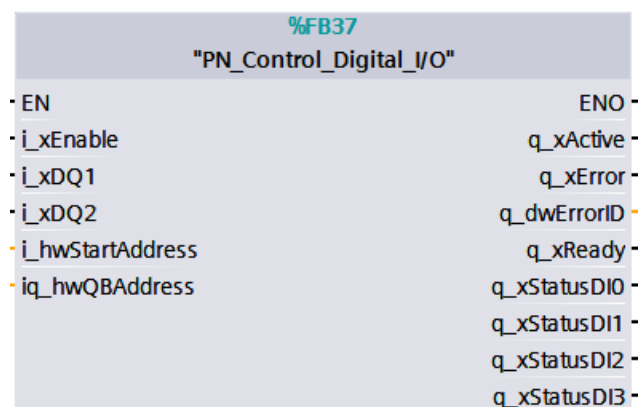 %FB37
"PN_Control_Digital_I/O"
EN ENO
i_xEnable q_xActive
i_xDQ1 q_xError
i_xDQ2 q_dwErrorID
i_hwStartAddress q_xReady
iq_hwQBAddress q_xStatusDI0
q_xStatusDI1
q_xStatusDI2
q_xStatusDI3